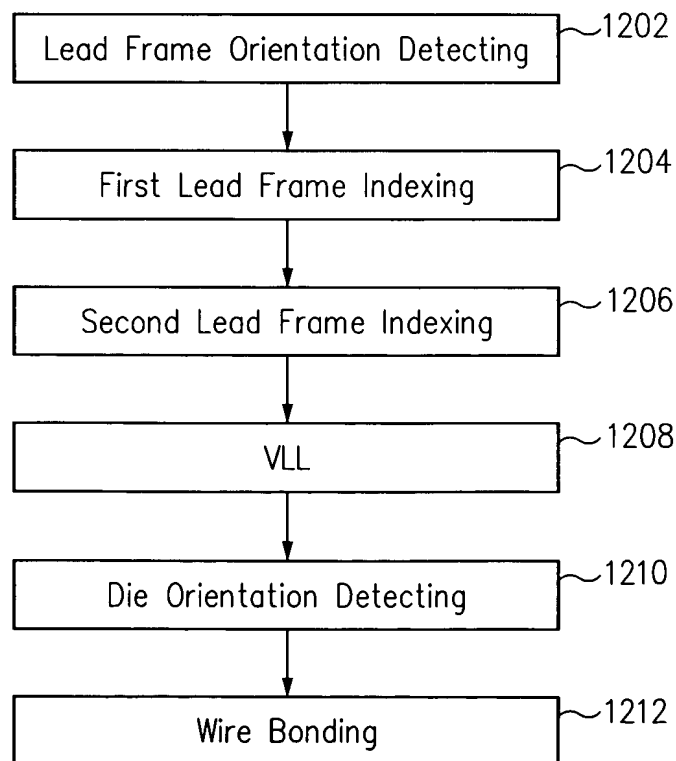 Lead Frame Orientation Detecting 1202
First Lead Frame Indexing 1204
Second Lead Frame Indexing 1206
VLL 1208
Die Orientation Detecting 1210
Wire Bonding 1212